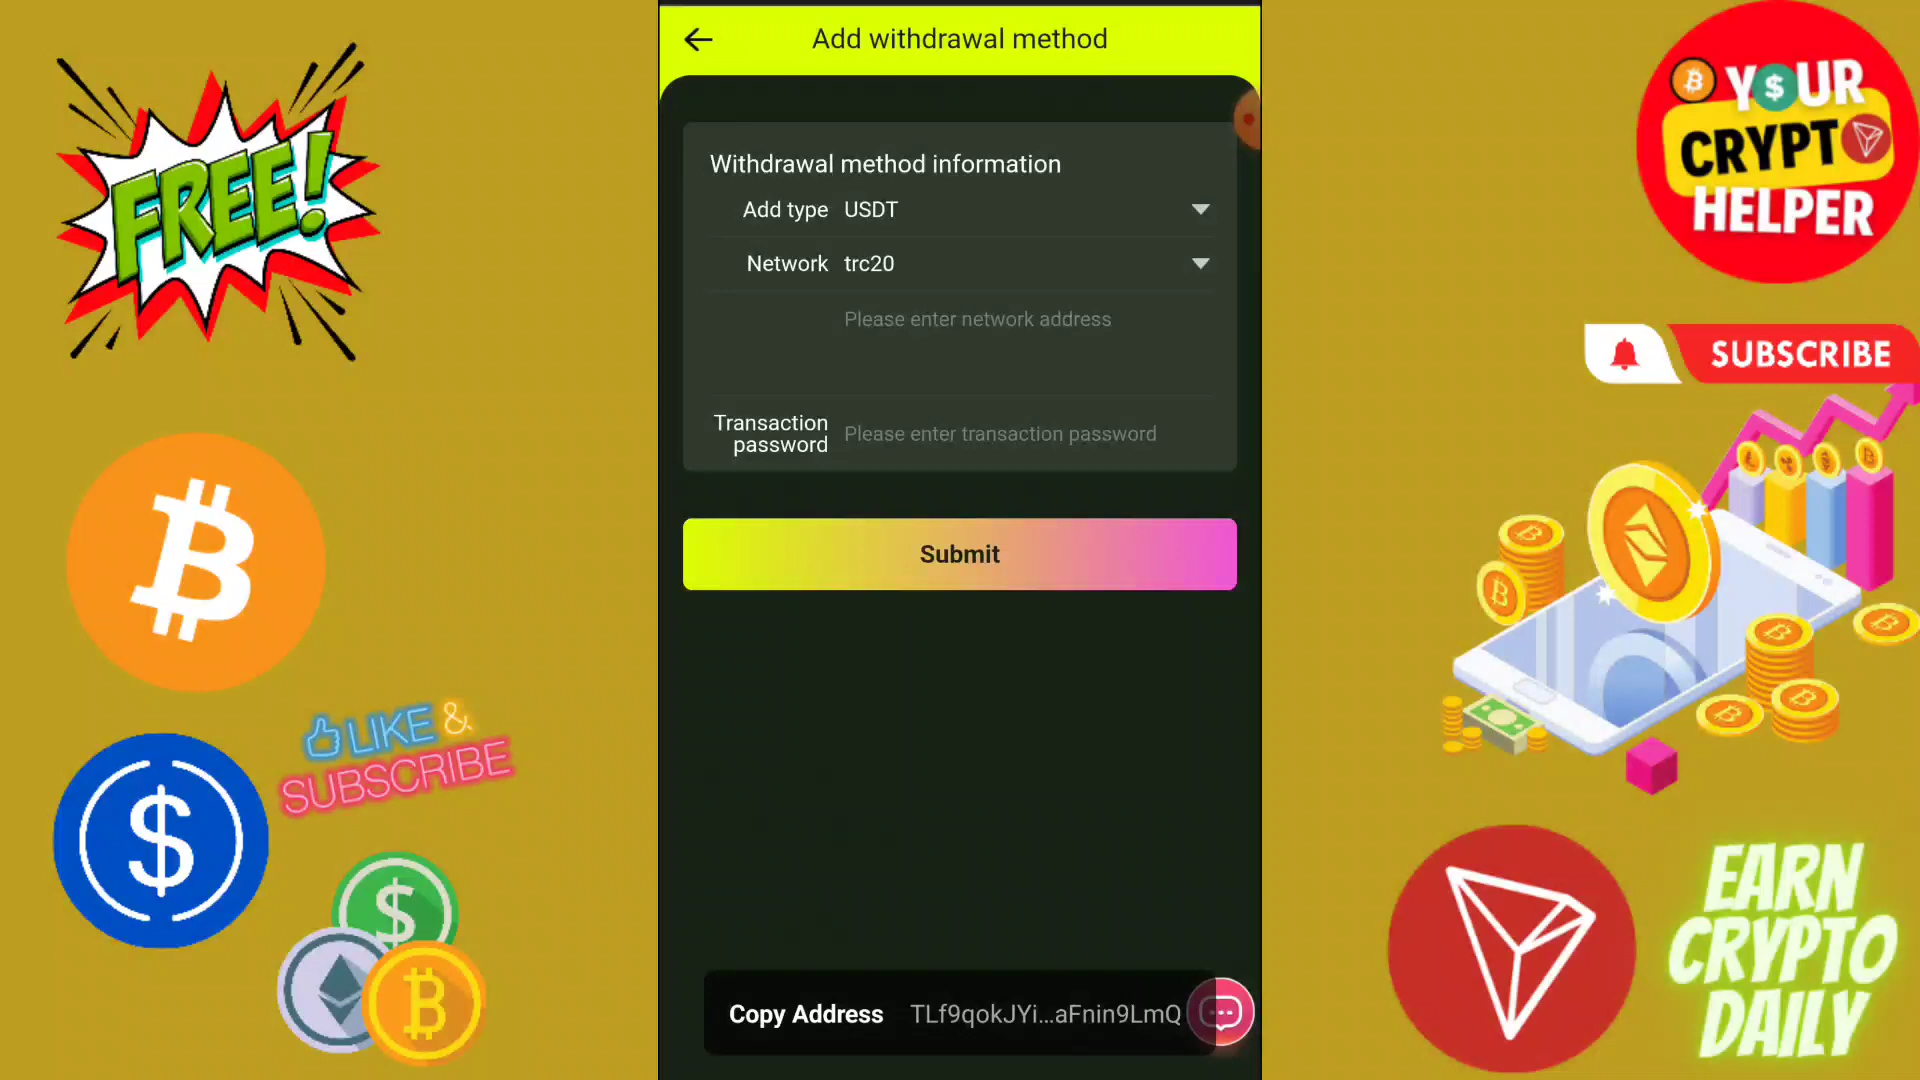 FREE!
LIKE &
SUBSCRIBE
Add withdrawal method
Withdrawal method information
Add type USDT
Network trc20
Please enter network address
Transaction
password
Please enter transaction password
Submit
Copy Address TLf9qokJYi...aFnin9LmQ
Y$UR
CRYPT
HELPER
SUBSCRIBE
EARN
CRYPTO
DAILY